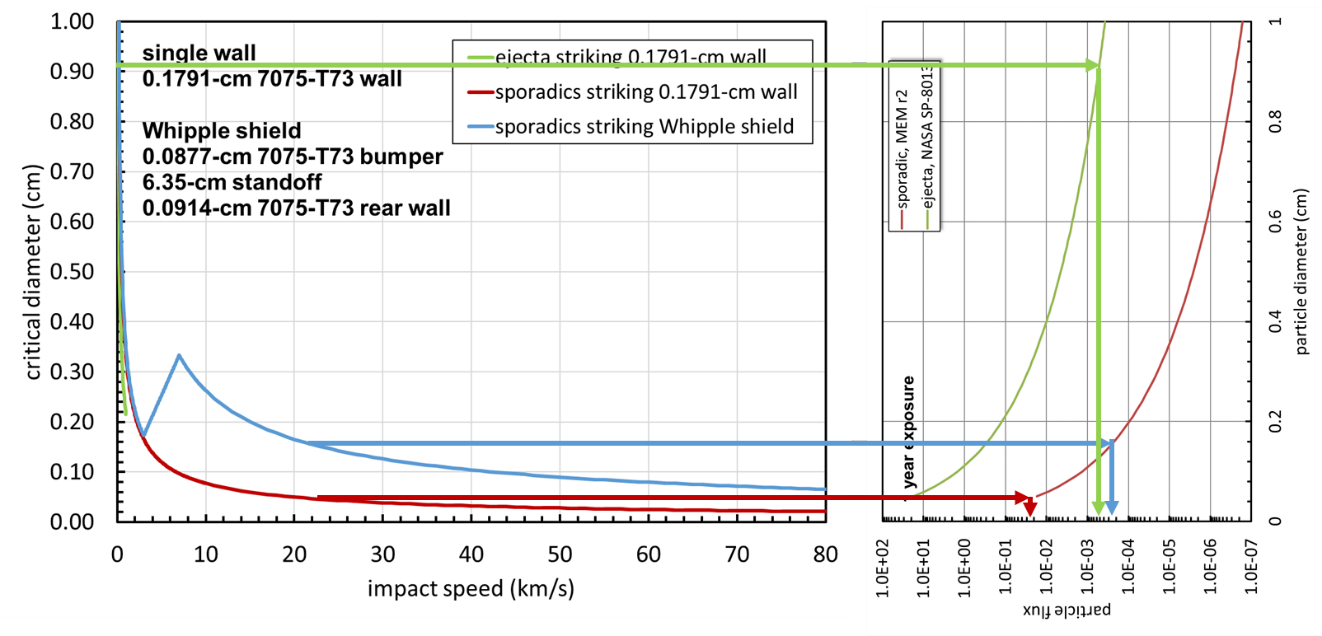 1.00
0.90
0.80
0.70
0.60
0.50
0.40
0.30
0.20
0.10
0.00
critical diameter (cm)
single wall
0.1791-cm 7075-T73 wall
Whipple shield
0.0877-cm 7075-T73 bumper
6.35-cm standoff
0.0914-cm 7075-T73 rear wall
ejecta striking 0.1791-cm wall
sporadics striking 0.1791-cm wall
sporadics striking Whipple shield
0 10 20 30 40 50 60 70 80
impact speed (km/s)
sporadic, MEM r2
ejecta, NASA SP-8013
year exposure
1
0.8
0.6
0.4
0.2
0
particle diameter (cm)
1.0E+02
1.0E+01
1.0E+00
1.0E-01
1.0E-02
1.0E-03
1.0E-04
1.0E-05
1.0E-06
1.0E-07
particle flux